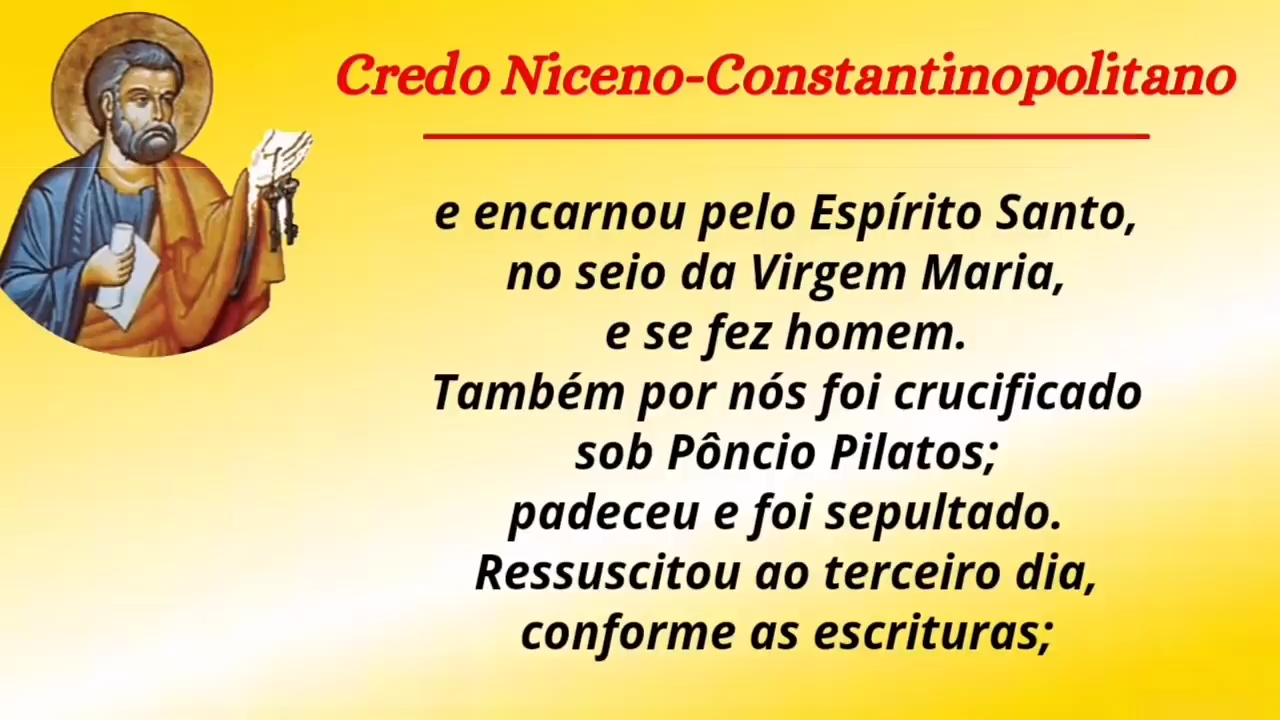 Credo Niceno-Constantinopolitano
e encarnou pelo Espírito Santo,
no seio da Virgem Maria,
e se fez homem.
Também por nós foi crucificado
sob Pôncio Pilatos;
padeceu e foi sepultado.
Ressuscitou ao terceiro dia,
conforme as escrituras;